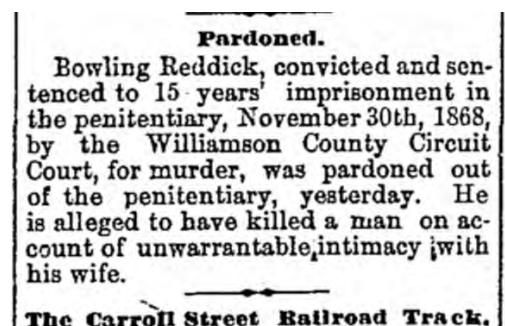 Pardoned.
Bowling Reddick, convicted and sen-
tenced to 15 years' imprisonment in
the penitentiary, November 30th, 1868,
by the Williamson County Circuit
Court, for murder, was pardoned out
of the penitentiary, yesterday. He
is alleged to have killed a man on ac-
count of unwarrantable intimacy with
his wife.
The Carroll Street Railroad Track.